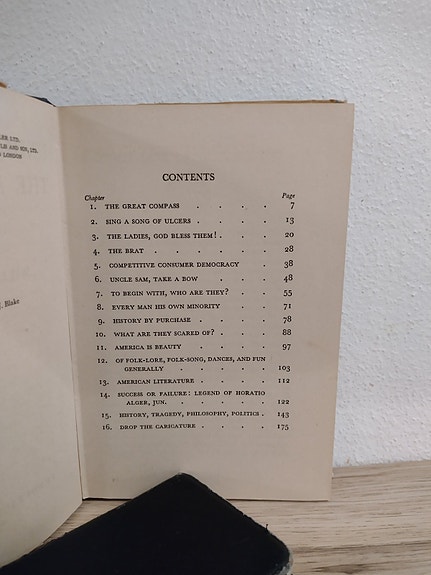 LTD.
AND SON, LTD.
LONDON
Blake
CONTENTS
Chapter Page
1. THE GREAT COMPASS . . . . 7
2. SING A SONG OF ULCERS . . . . 13
3. THE LADIES, GOD BLESS THEM! . . . 20
4. THE BRAT . . . . . 28
5. COMPETITIVE CONSUMER DEMOCRACY . 38
6. UNCLE SAM, TAKE A BOW . . . 48
7. TO BEGIN WITH, WHO ARE THEY? . . 55
8. EVERY MAN HIS OWN MINORITY . . 71
9. HISTORY BY PURCHASE . . . . 78
10. WHAT ARE THEY SCARED OF? . . . 88
11. AMERICA IS BEAUTY . . . . 97
12. OF FOLK-LORE, FOLK-SONG, DANCES, AND FUN
GENERALLY . . . . . 103
13. AMERICAN LITERATURE . . . . 112
14. SUCCESS OR FAILURE: LEGEND OF HORATIO
ALGER, JUN. . . . . . 122
15. HISTORY, TRAGEDY, PHILOSOPHY, POLITICS . 143
16. DROP THE CARICATURE . . . . 175